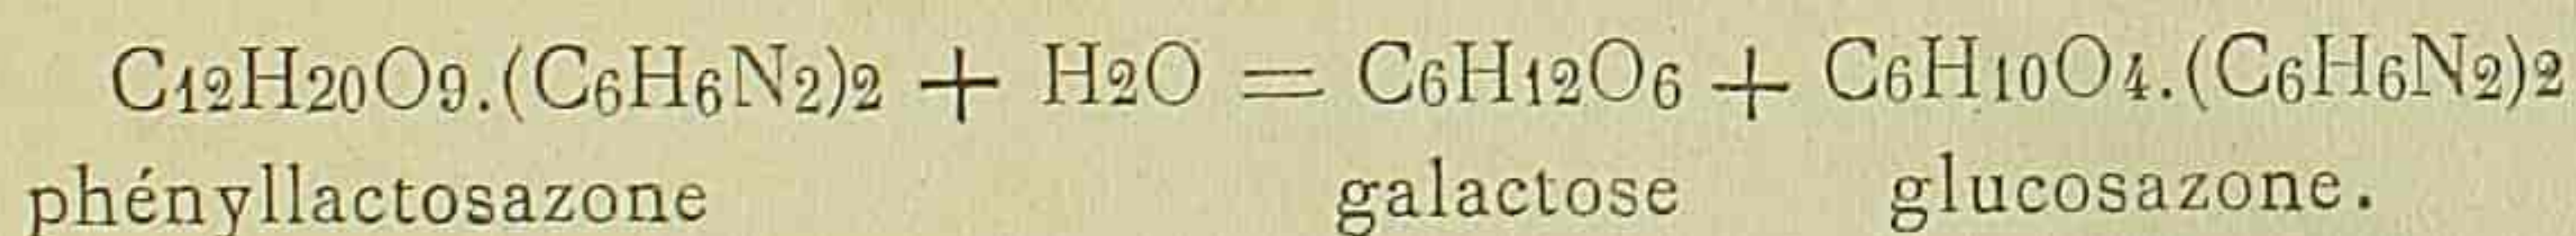 C12H20O9.(C6H6N2)2 + H2O = C6H12O6 + C6H10O4.(C6H6N2)2
phényllactosazone galactose glucosazone.